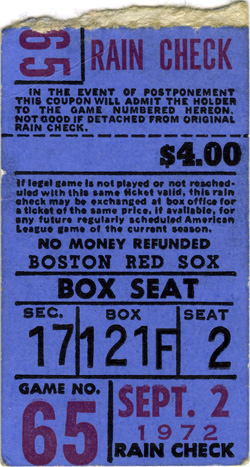 65 RAIN CHECK
IN THE EVENT OF POSTPONEMENT
THIS COUPON WILL ADMIT THE HOLDER
TO THE GAME NUMBERED HEREON.
NOT GOOD IF DETACHED FROM ORIGINAL
RAIN CHECK.
$4.00
If legal game is not played or not resched-
uled with this same ticket valid, this rain
check may be exchanged at box office for
a ticket of the same price, if available, for
any future regularly scheduled American
League game of the current season.
NO MONEY REFUNDED
BOSTON RED SOX
BOX SEAT
SEC. BOX SEAT
17 121F 2
GAME NO. SEPT. 2
65 1972
RAIN CHECK